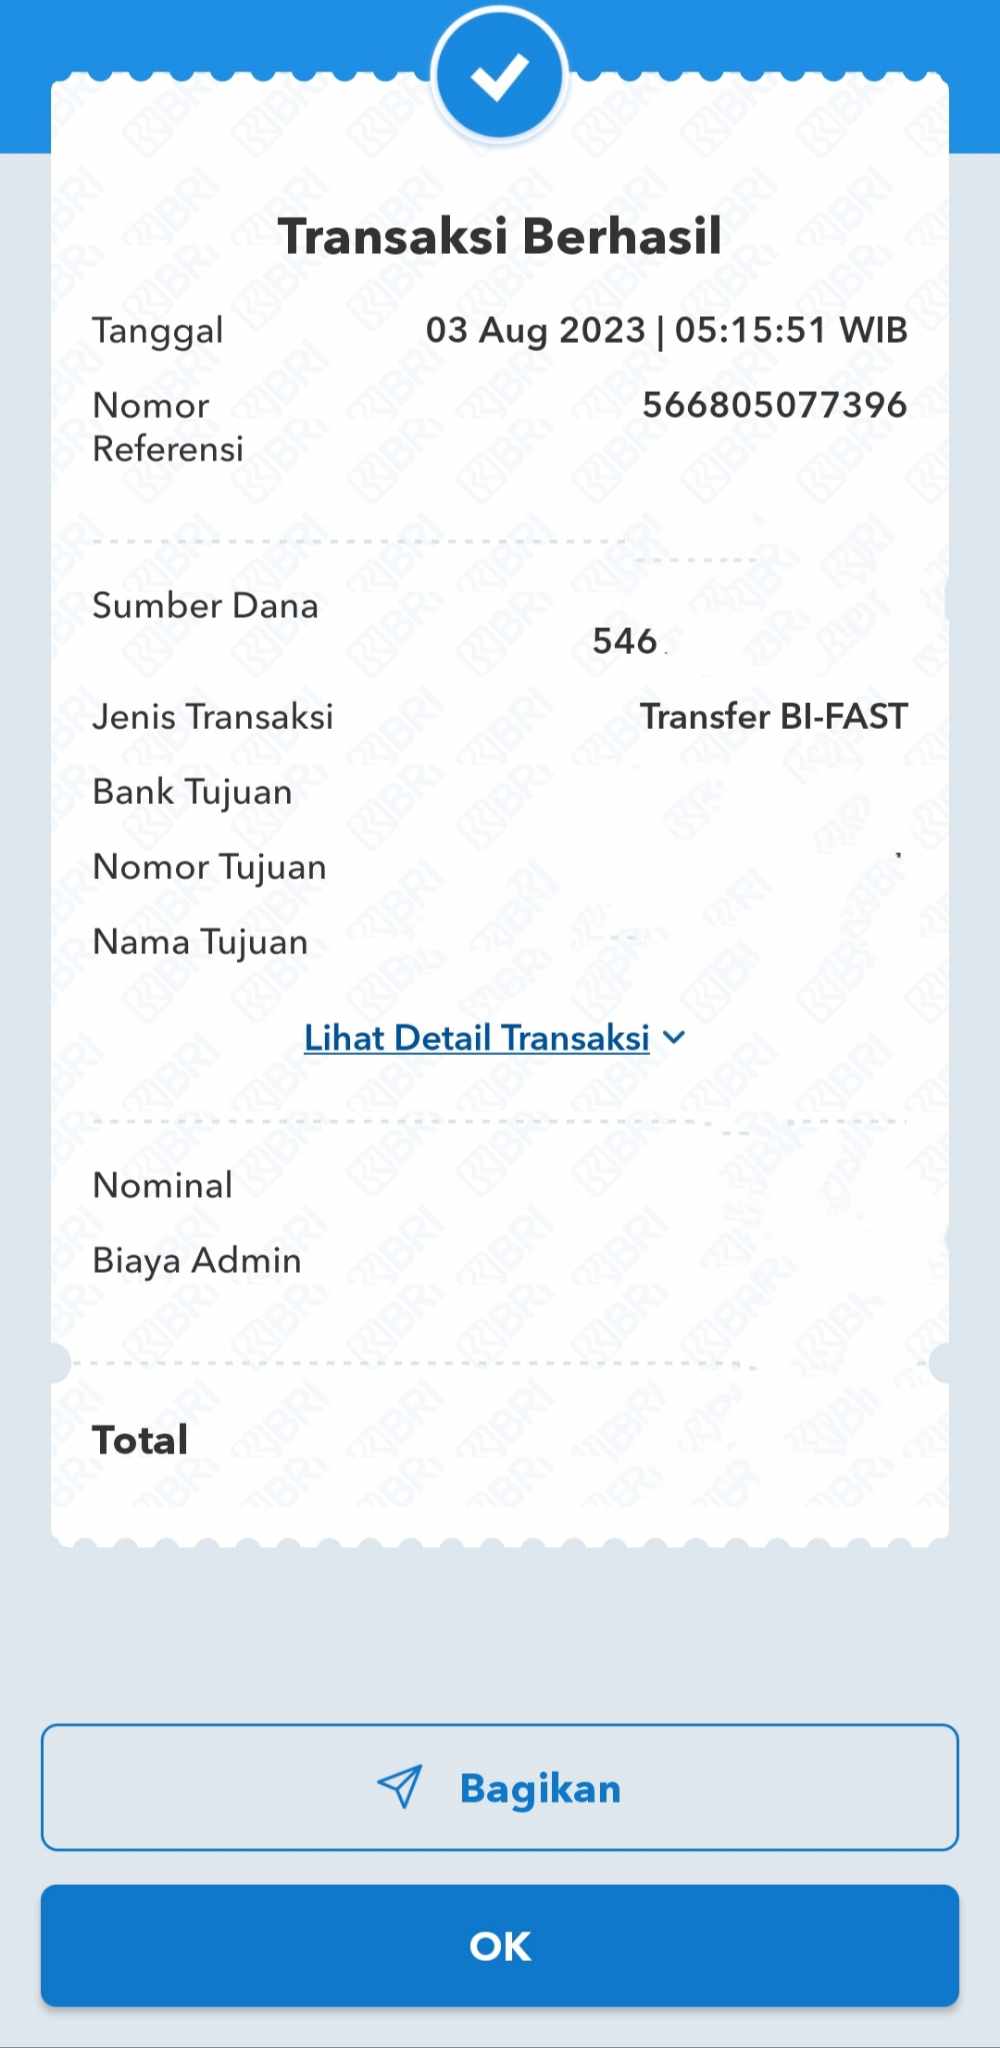 Transaksi Berhasil
Tanggal 03 Aug 2023 | 05:15:51 WIB
Nomor Referensi 566805077396
Sumber Dana
546
Jenis Transaksi Transfer BI-FAST
Bank Tujuan
Nomor Tujuan
Nama Tujuan
Lihat Detail Transaksi
Nominal
Biaya Admin
Total
Bagikan
OK